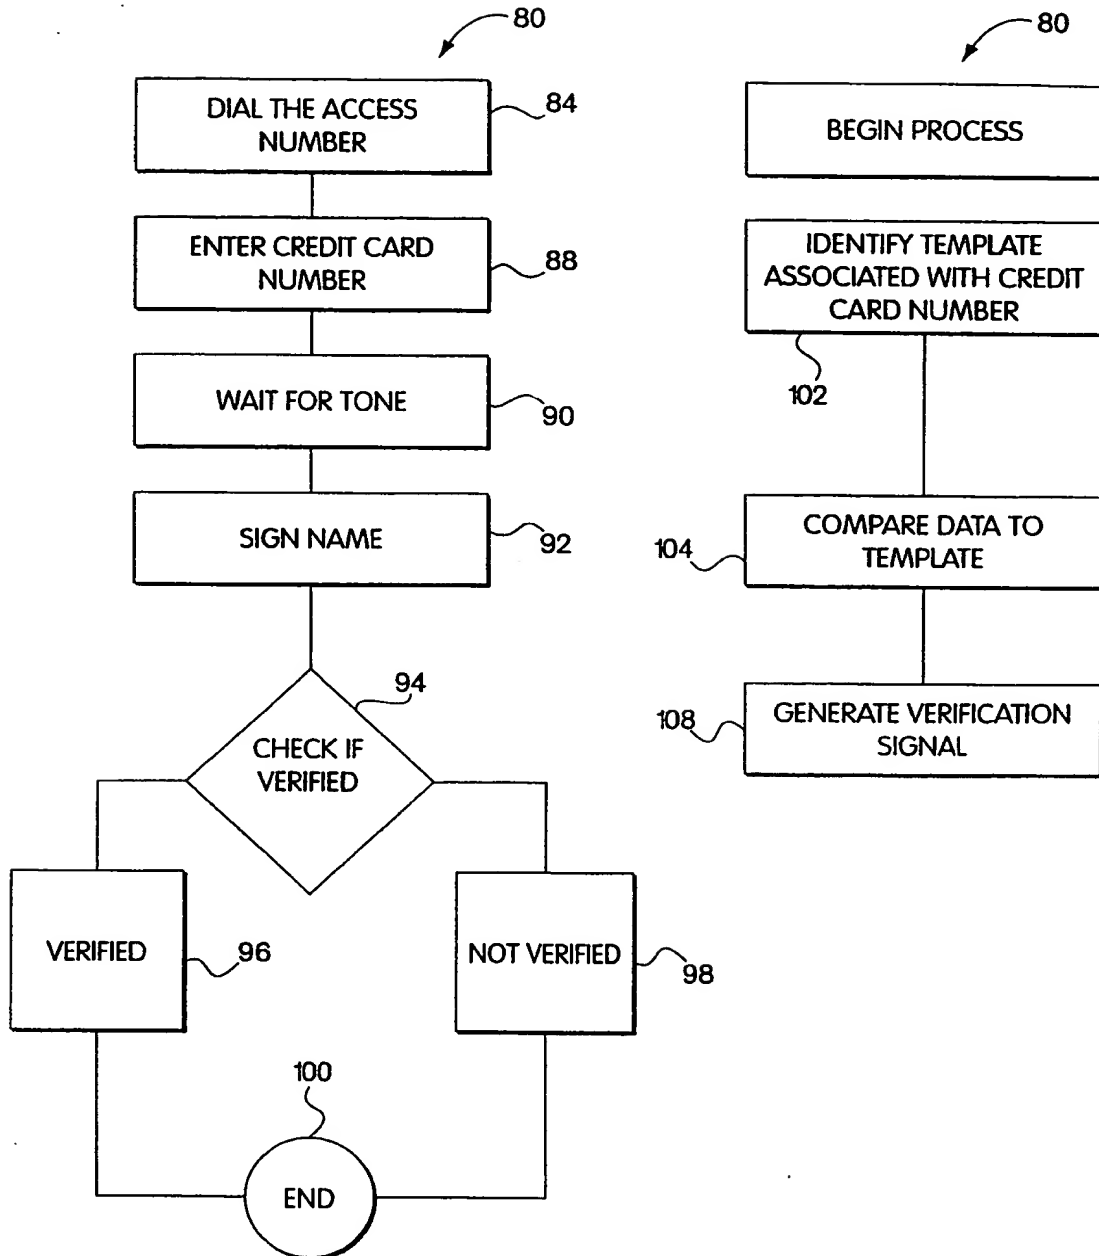 80
DIAL THE ACCESS
NUMBER
84
ENTER CREDIT CARD
NUMBER
88
WAIT FOR TONE
90
SIGN NAME
92
94
CHECK IF
VERIFIED
VERIFIED
96
NOT VERIFIED
98
100
END
80
BEGIN PROCESS
IDENTIFY TEMPLATE
ASSOCIATED WITH CREDIT
CARD NUMBER
102
COMPARE DATA TO
TEMPLATE
104
GENERATE VERIFICATION
SIGNAL
108